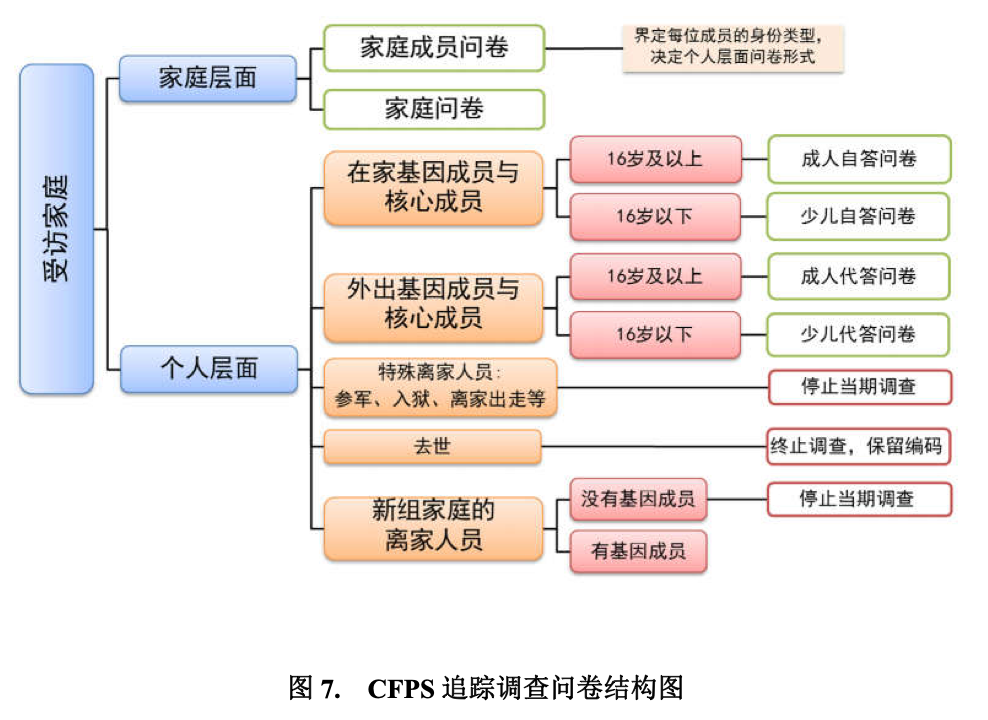 受访家庭
家庭层面
家庭成员问卷
界定每位成员的身份类型，
决定个人层面问卷形式
家庭问卷
个人层面
在家基因成员与
核心成员
16岁及以上
成人自答问卷
16岁以下
少儿自答问卷
外出基因成员与
核心成员
16岁及以上
成人代答问卷
16岁以下
少儿代答问卷
特殊离家人员：
参军、入狱、离家出走等
停止当期调查
去世
终止调查，保留编码
新组家庭的
离家人员
没有基因成员
停止当期调查
有基因成员
图 7. CFPS 追踪调查问卷结构图